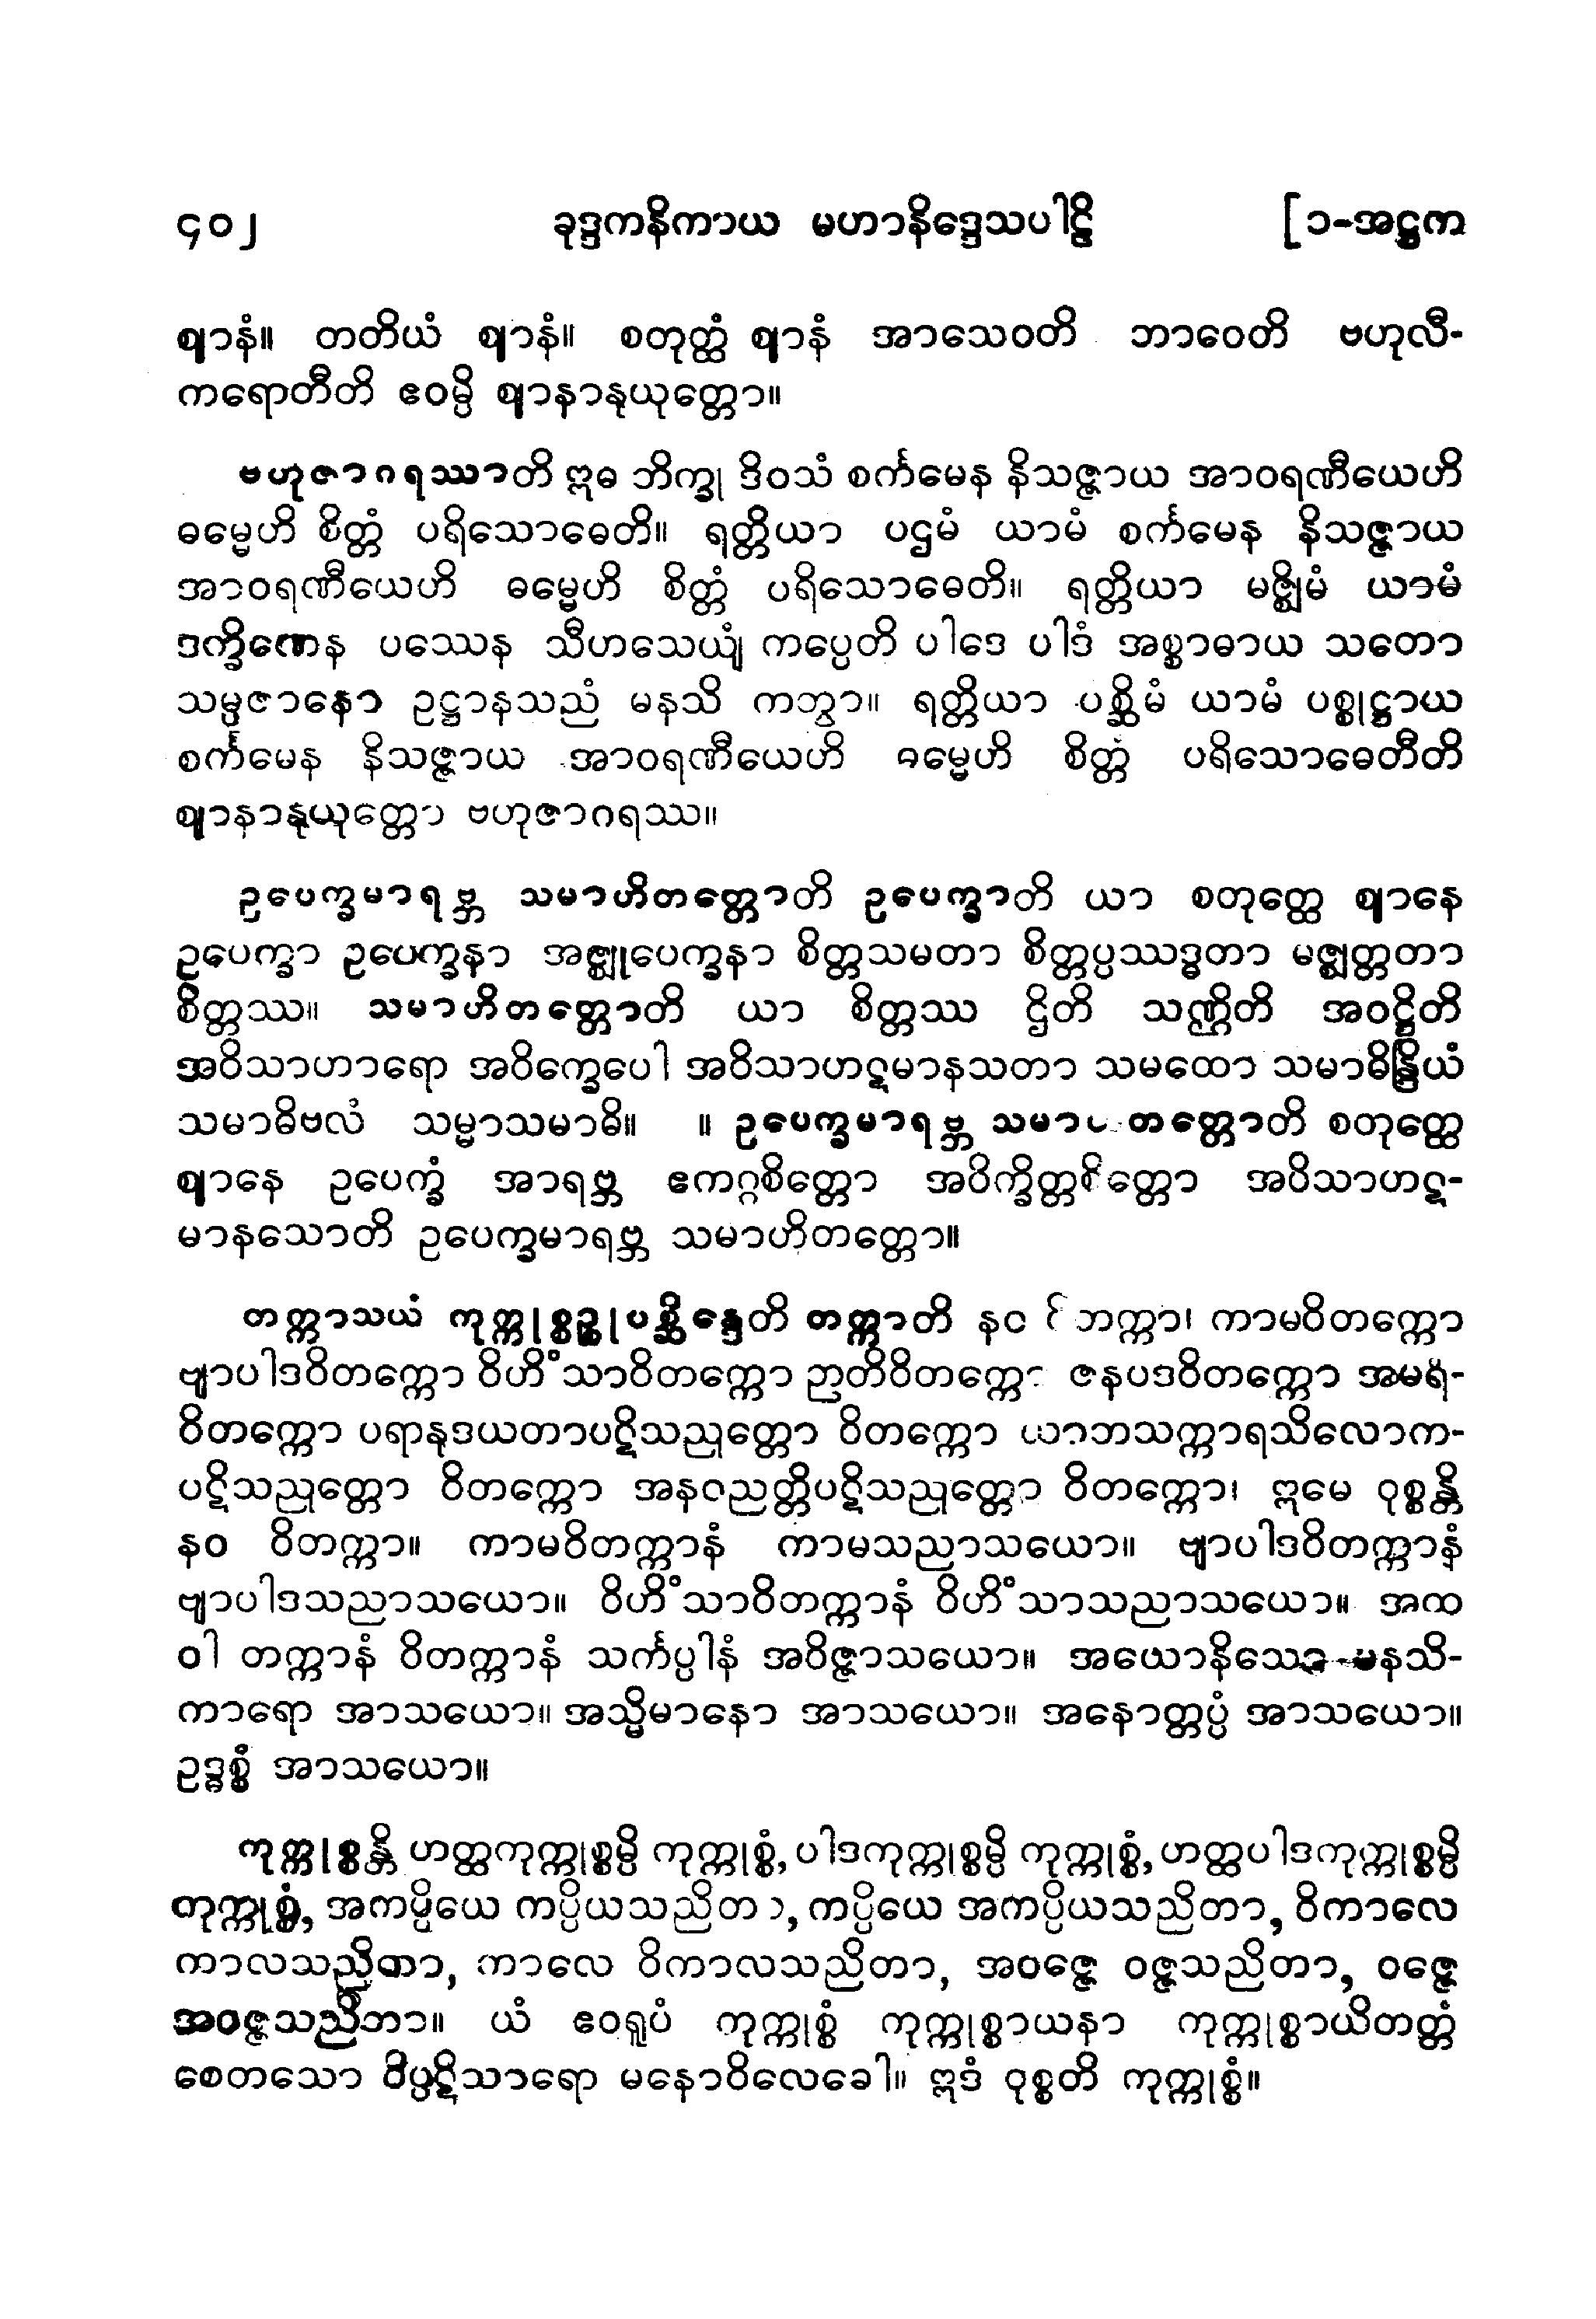 ၄၀၂ ခုဒ္ဒကနိကာယ မဟာနိဒ္ဒေသပါဠိ [၁-အဋ္ဌက
ဈာနံ။ တတိယံ ဈာနံ။ စတုတ္ထံ ဈာနံ အာသေဝတိ ဘာဝေတိ ဗဟုလီ-
ကရောတီတိ ဧဝမ္ပိ ဈာနာနုယုတ္တော။
ဗဟုဇာဂရဿာတိ ဣဓ ဘိက္ခု ဒိဝသံ စင်္ကမေန နိသဇ္ဇာယ အာဝရဏီယေဟိ
ဓမ္မေဟိ စိတ္တံ ပရိသောဓေတိ။ ရတ္တိယာ ပဌမံ ယာမံ စင်္ကမေန နိသဇ္ဇာယ
အာဝရဏီယေဟိ ဓမ္မေဟိ စိတ္တံ ပရိသောဓေတိ။ ရတ္တိယာ မဇ္ဈိမံ ယာမံ
ဒက္ခိဏေန ပဿေန သီဟသေယျံ ကပ္ပေတိ ပါဒေ ပါဒံ အစ္စာဓာယ သတော
သမ္ပဇာနော ဥဋ္ဌာနသညံ မနသိ ကတွာ။ ရတ္တိယာ ပစ္ဆိမံ ယာမံ ပစ္စုဋ္ဌာယ
စင်္ကမေန နိသဇ္ဇာယ အာဝရဏီယေဟိ ဓမ္မေဟိ စိတ္တံ ပရိသောဓေတီတိ
ဈာနာနုယုတ္တော ဗဟုဇာဂရဿ။
ဥပေက္ခမာရဗ္ဘ သမာဟိတတ္တောတိ ဥပေက္ခာတိ ယာ စတုတ္ထေ ဈာနေ
ဥပေက္ခာ ဥပေက္ခနာ အဇ္ဈုပေက္ခနာ စိတ္တသမတာ စိတ္တပ္ပဿဒ္ဓတာ မဇ္ဈတ္တတာ
စိတ္တဿ။ သမာဟိတတ္တောတိ ယာ စိတ္တဿ ဌိတိ သဏ္ဌိတိ အဝဋ္ဌိတိ
အဝိသာဟာရော အဝိက္ခေပေါ အဝိသာဟဋမာနသတာ သမထော သမာဓိန္ဒြိယံ
သမာဓိဗလံ သမ္မာသမာဓိ။ ။ ဥပေက္ခမာရဗ္ဘ သမာဟိတတ္တောတိ စတုတ္ထေ
ဈာနေ ဥပေက္ခံ အာရဗ္ဘ ဧကဂ္ဂစိတ္တော အဝိက္ခိတ္တစိတ္တော အဝိသာဟဋ-
မာနသောတိ ဥပေက္ခမာရဗ္ဘ သမာဟိတတ္တော။
တက္ကာသယံ ကုက္ကုစ္စဉ္စုပစ္ဆိန္ဒေတိ တက္ကာတိ နဝ ဝိတက္ကာ၊ ကာမဝိတက္ကော
ဗျာပါဒဝိတက္ကော ဝိဟိံသာဝိတက္ကော ဉာတိဝိတက္ကော ဇနပဒဝိတက္ကော အမရ-
ဝိတက္ကော ပရာနုဒယတာပဋိသညုတ္တော ဝိတက္ကော လာဘသက္ကာရသိလောက-
ပဋိသညုတ္တော ဝိတက္ကော အနဝညတ္တိပဋိသညုတ္တော ဝိတက္ကော၊ ဣမေ ဝုစ္စန္တိ
နဝ ဝိတက္ကာ။ ကာမဝိတက္ကာနံ ကာမသညာသယော။ ဗျာပါဒဝိတက္ကာနံ
ဗျာပါဒသညာသယော။ ဝိဟိံသာဝိတက္ကာနံ ဝိဟိံသာသညာသယော။ အထ
ဝါ တက္ကာနံ ဝိတက္ကာနံ သင်္ကပ္ပါနံ အဝိဇ္ဇာသယော။ အယောနိသော မနသိ-
ကာရော အာသယော။ အသ္မိမာနော အာသယော။ အနောတ္တပ္ပံ အာသယော။
ဥဒ္ဓစ္စံ အာသယော။
ကုက္ကုစ္စန္တိ ဟတ္ထကုက္ကုစ္စမ္ပိ ကုက္ကုစ္စံ, ပါဒကုက္ကုစ္စမ္ပိ ကုက္ကုစ္စံ, ဟတ္ထပါဒကုက္ကုစ္စမ္ပိ
ကုက္ကုစ္စံ, အကပ္ပိယေ ကပ္ပိယသညိတာ, ကပ္ပိယေ အကပ္ပိယသညိတာ, ဝိကာလေ
ကာလသညိတာ, ကာလေ ဝိကာလသညိတာ, အဝဇ္ဇေ ဝဇ္ဇသညိတာ, ဝဇ္ဇေ
အဝဇ္ဇသညိတာ။ ယံ ဧဝရူပံ ကုက္ကုစ္စံ ကုက္ကုစ္စာယနာ ကုက္ကုစ္စာယိတတ္တံ
စေတသော ဝိပ္ပဋိသာရော မနောဝိလေခေါ။ ဣဒံ ဝုစ္စတိ ကုက္ကုစ္စံ။